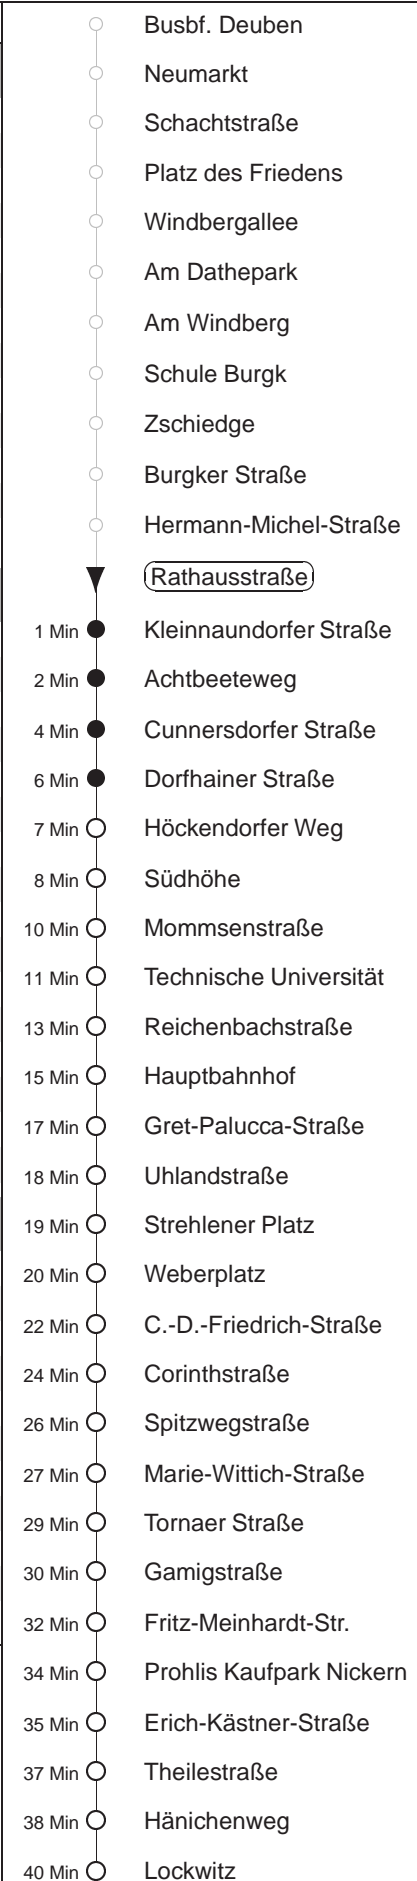 Busbf. Deuben
Neumarkt
Schachtstraße
Platz des Friedens
Windbergallee
Am Dathepark
Am Windberg
Schule Burgk
Zschiedge
Burgker Straße
Hermann-Michel-Straße
Rathausstraße
1 Min Kleinnaundorfer Straße
2 Min Achtbeeteweg
4 Min Cunnersdorfer Straße
6 Min Dorfhainer Straße
7 Min Höckendorfer Weg
8 Min Südhöhe
10 Min Mommsenstraße
11 Min Technische Universität
13 Min Reichenbachstraße
15 Min Hauptbahnhof
17 Min Gret-Palucca-Straße
18 Min Uhlandstraße
19 Min Strehlener Platz
20 Min Weberplatz
22 Min C.-D.-Friedrich-Straße
24 Min Corinthstraße
26 Min Spitzwegstraße
27 Min Marie-Wittich-Straße
29 Min Tornaer Straße
30 Min Gamigstraße
32 Min Fritz-Meinhardt-Str.
34 Min Prohlis Kaufpark Nickern
35 Min Erich-Kästner-Straße
37 Min Theilestraße
38 Min Hänichenweg
40 Min Lockwitz